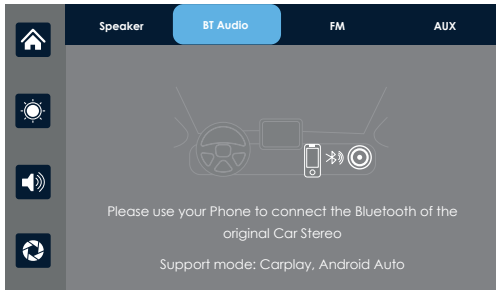 Speaker BT Audio FM AUX
Please use your Phone to connect the Bluetooth of the
original Car Stereo
Support mode: Carplay, Android Auto